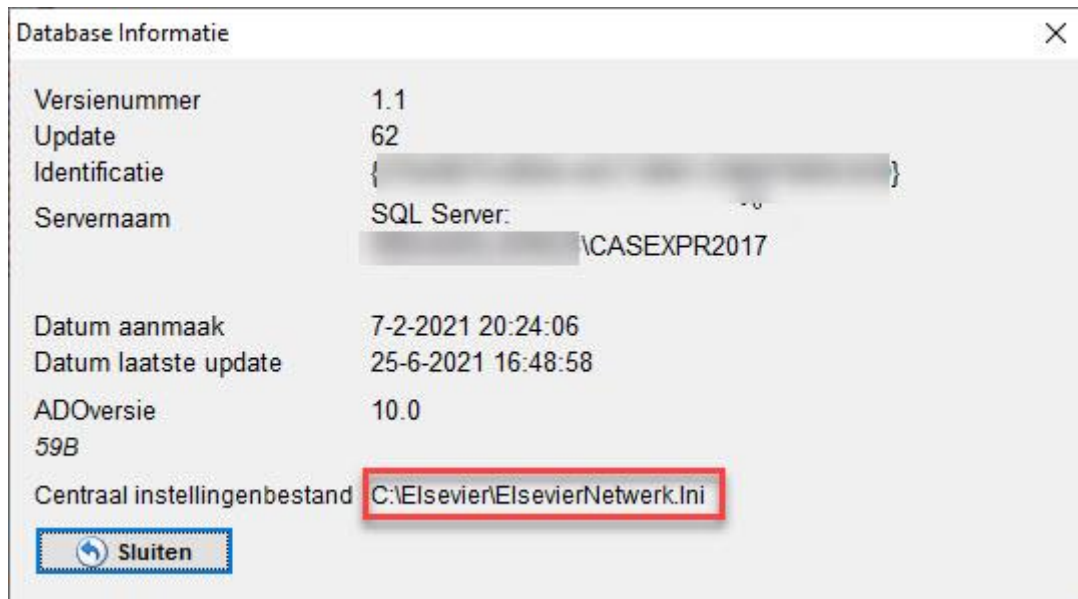 Database Informatie
Versienummer 1.1
Update 62
Identificatie { }
Servernaam SQL Server:
\CASEXPR2017
Datum aanmaak 7-2-2021 20:24:06
Datum laatste update 25-6-2021 16:48:58
ADOversie 10.0
59B
Centraal instellingenbestand C:\Elsevier\ElsevierNetwerk.Ini
Sluiten